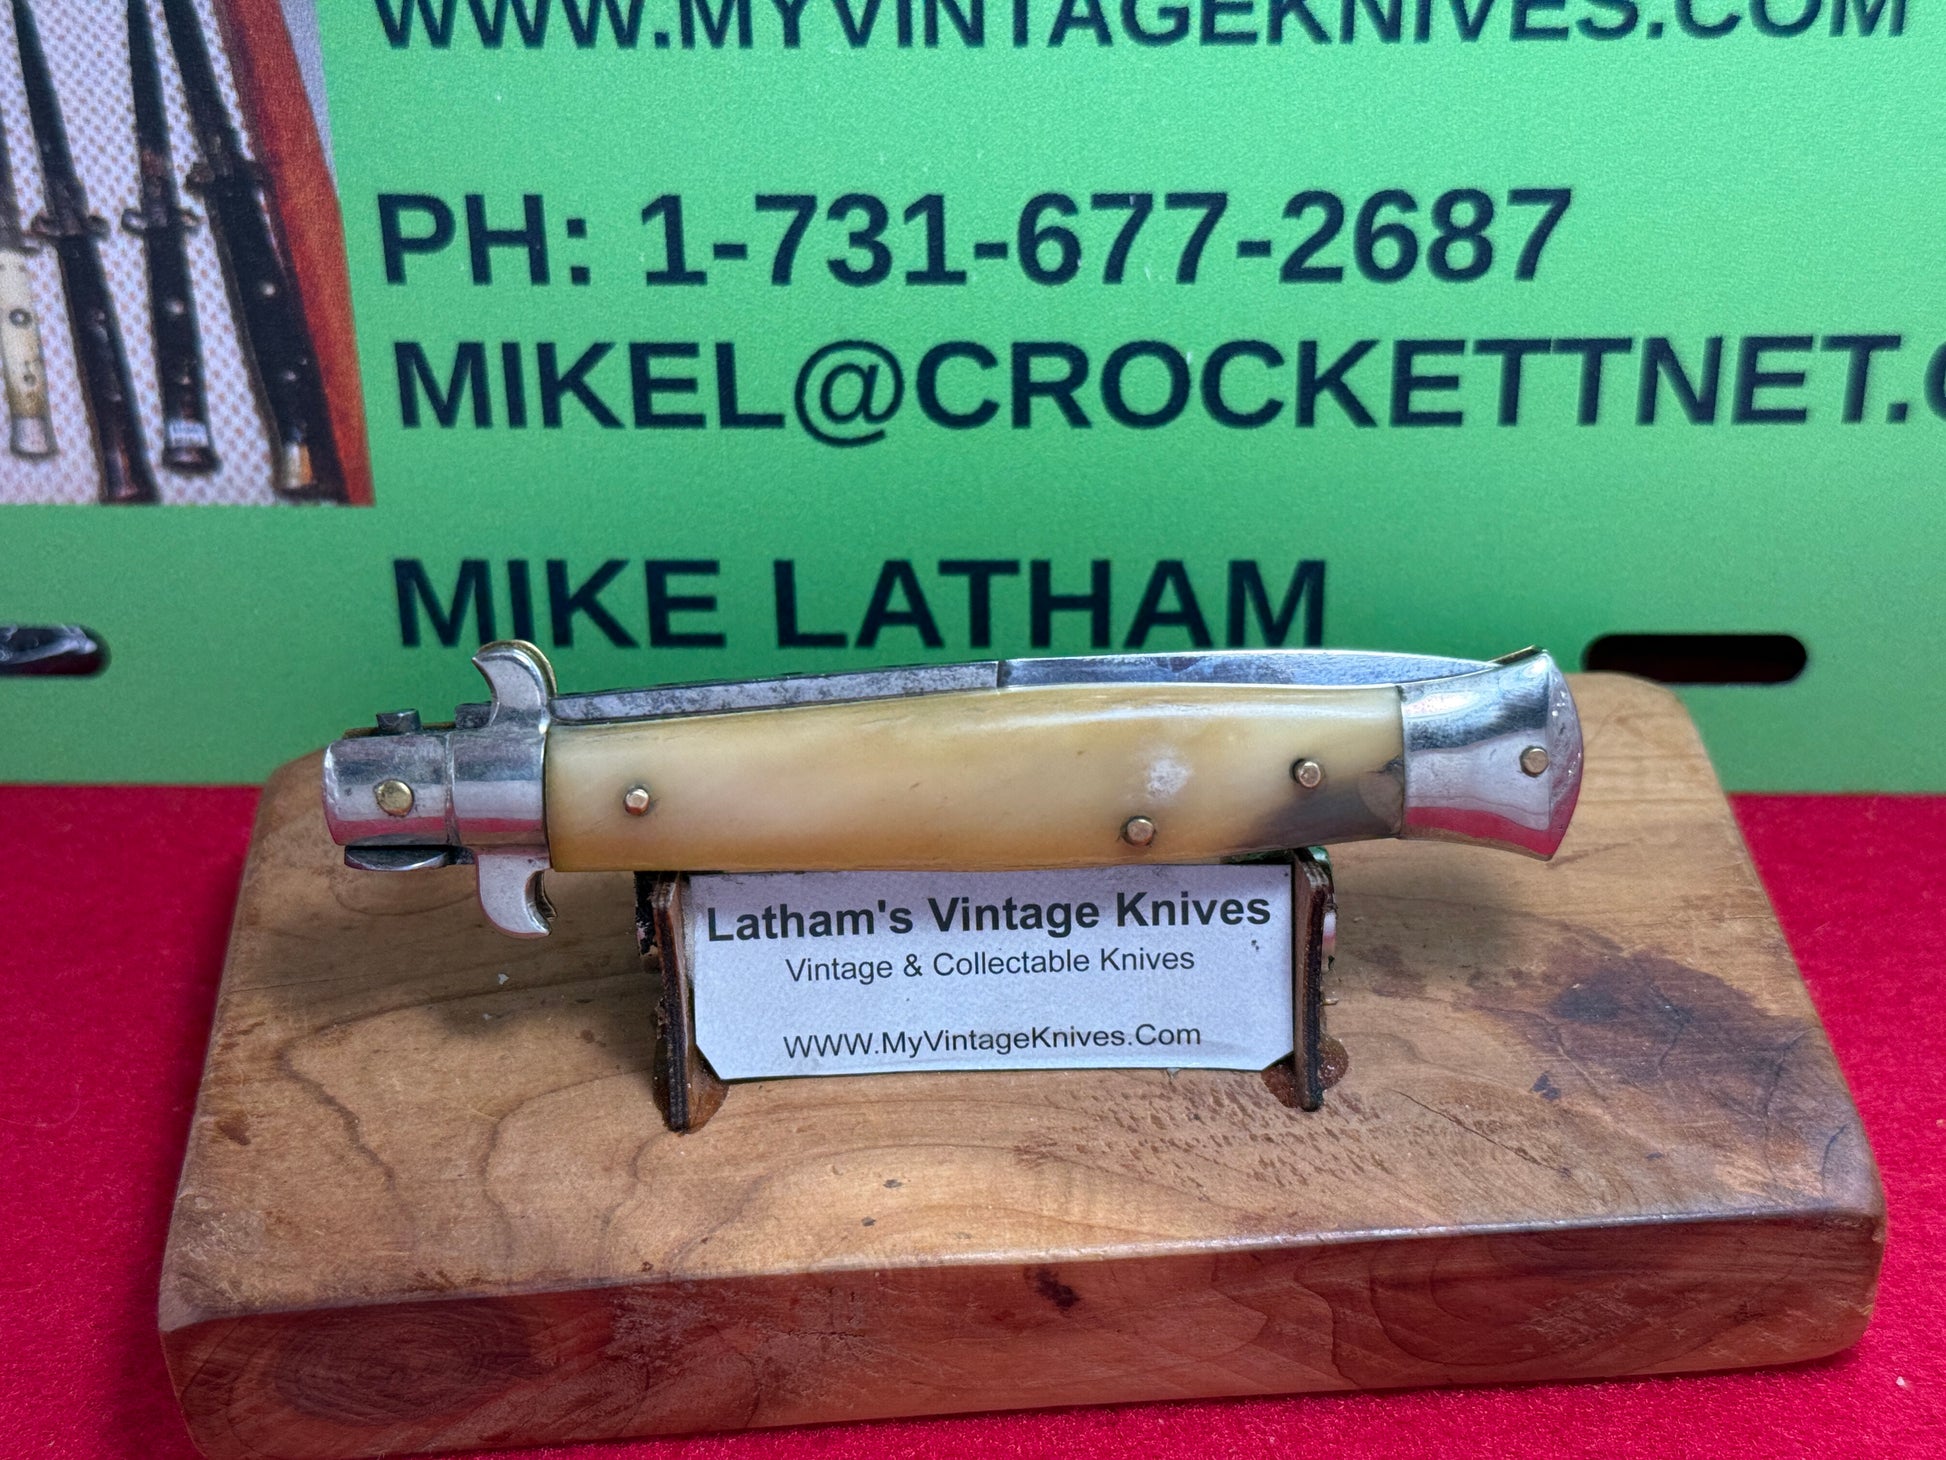 WWW.MYVINTAGEKNIVES.COM
PH: 1-731-677-2687
MIKEL@CROCKETTNET.
MIKE LATHAM
Latham's Vintage Knives
Vintage & Collectable Knives
WWW.MyVintageKnives.Com